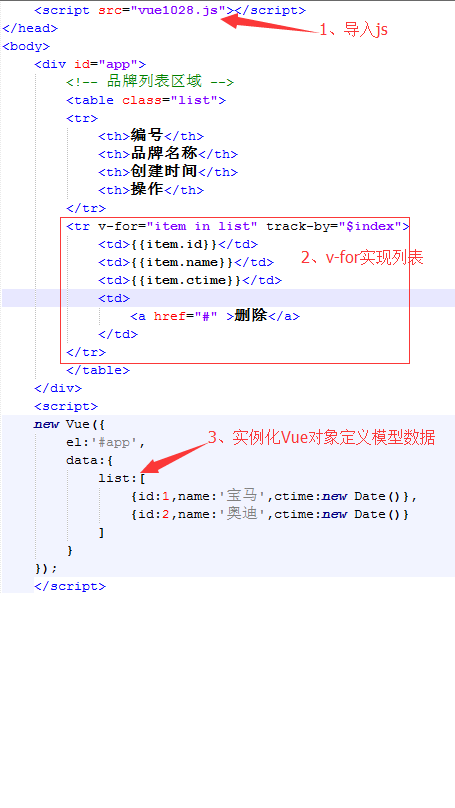 <script src="vue1028.js"></script>
1、导入js
</head>
<body>
<div id="app">
<!-- 品牌列表区域 -->
<table class="list">
<tr>
<th>编号</th>
<th>品牌名称</th>
<th>创建时间</th>
<th>操作</th>
</tr>
<tr v-for="item in list" track-by="$index">
<td>{{item.id}}</td>
<td>{{item.name}}</td>
2、v-for实现列表
<td>{{item.ctime}}</td>
<td>
<a href="#" >删除</a>
</td>
</tr>
</table>
</div>
<script>
new Vue({
el:'#app',
3、实例化Vue对象定义模型数据
data:{
list:[
{id:1,name:'宝马',ctime:new Date()},
{id:2,name:'奥迪',ctime:new Date()}
]
}
});
</script>